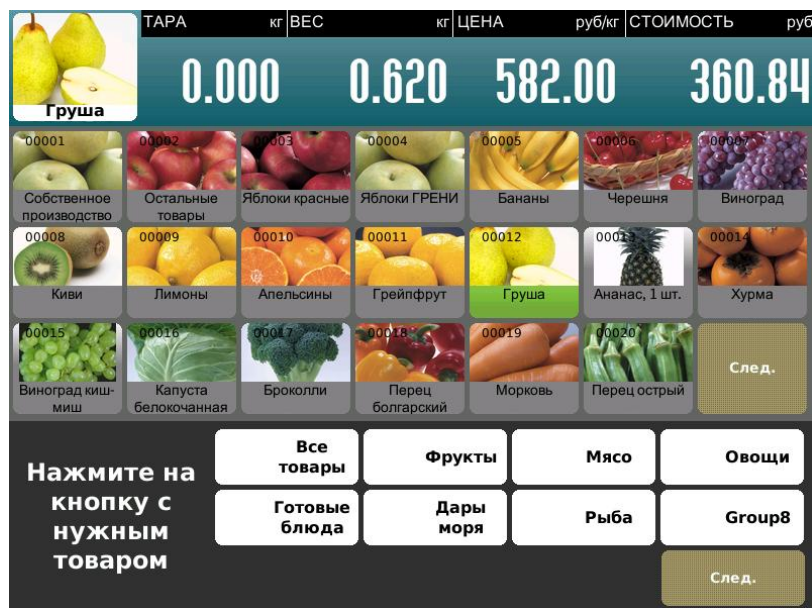 ТАРА кг ВЕС кг ЦЕНА руб/кг СТОИМОСТЬ руб
0.000 0.620 582.00 360.84
Груша
00001 00002 00003 00004 00005 00006 00007
Собственное производство
Остальные товары
Яблоки красные
Яблоки ГРЕНИ
Бананы
Черешня
Виноград
00008 00009 00010 00011 00012 00013 00014
Киви
Лимоны
Апельсины
Грейпфрут
Груша
Ананас, 1 шт.
Хурма
00015 00016 00017 00018 00019 00020
Виноград киш-
миш
Капуста
белокочанная
Броколли
Перец
болгарский
Морковь
Перец острый
След.
Нажмите на
кнопку с
нужным
товаром
Все
товары
Фрукты
Мясо
Овощи
Готовые
блюда
Дары
моря
Рыба
Group8
След.